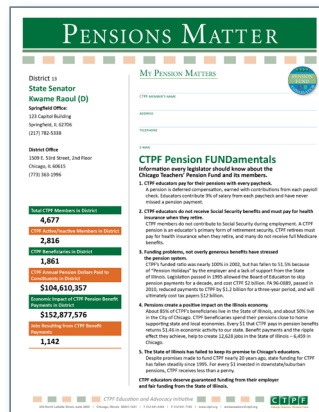 PENSIONS MATTER
District 13
State Senator
Kwame Raoul (D)
Springfield Office:
123 Capitol Building
Springfield, IL 62706
(217) 782-5338
District Office
1509 E. 53rd Street, 2nd Floor
Chicago, IL 60615
(773) 363-1996
Total CTPF Members in District
4,677
CTPF Active/Inactive Members in District
2,816
CTPF Beneficiaries in District
1,861
CTPF Annual Pension Dollars Paid to
Constituents in District
$104,610,357
Economic Impact of CTPF Pension Benefit
Payments in District
$152,877,576
Jobs Resulting from CTPF Benefit
Payments
1,142
MY PENSION MATTERS
CTPF MEMBER'S NAME
ADDRESS
TELEPHONE
E-MAIL
CTPF Pension FUNDamentals
Information every legislator should know about the
Chicago Teachers' Pension Fund and its members.
1. CTPF educators pay for their pensions with every paycheck.
A pension is deferred compensation, earned with contributions from each payroll
check. Educators contribute 9% of salary from each paycheck and have never
missed a pension payment.
2. CTPF educators do not receive Social Security benefits and must pay for health
insurance when they retire.
CTPF members do not contribute to Social Security during employment. A CTPF
pension is an educator's primary form of retirement security. CTPF retirees must
pay for health insurance when they retire, and many do not receive full Medicare
benefits.
3. Funding problems, not overly generous benefits have stressed
the pension system.
CTPF's funded ratio was nearly 100% in 2002, but has fallen to 51.5% because
of "Pension Holidays" by the employer and a lack of support from the State
of Illinois. Legislation passed in 1995 allowed the Board of Education to skip
pension payments for a decade, and cost CTPF $2 billion. PA 96-0889, passed in
2010, reduced payments to CTPF by $1.2 billion for a three-year period, and will
ultimately cost tax payers $12 billion.
4. Pensions create a positive impact on the Illinois economy.
About 85% of CTPF's beneficiaries live in the State of Illinois, and about 50% live
in the City of Chicago. CTPF beneficiaries spend their pensions close to home
supporting state and local economies. Every $1 that CTPF pays in pension benefits
returns $1.46 in economic activity to our state. Benefit payments and the ripple
effect they achieve, help to create 12,628 jobs in the State of Illinois —6,459 in
Chicago.
5. The State of Illinois has failed to keep its promise to Chicago's educators.
Despite promises made to fund CTPF nearly 20 years ago, state funding for CTPF
has fallen steadily since 1995. For every $1 invested in downstate/suburban
pensions, CTPF receives less than a penny.
CTPF educators deserve guaranteed funding from their employer
and fair funding from the State of Illinois.
CTPF Education and Advocacy Initiative
CTPF